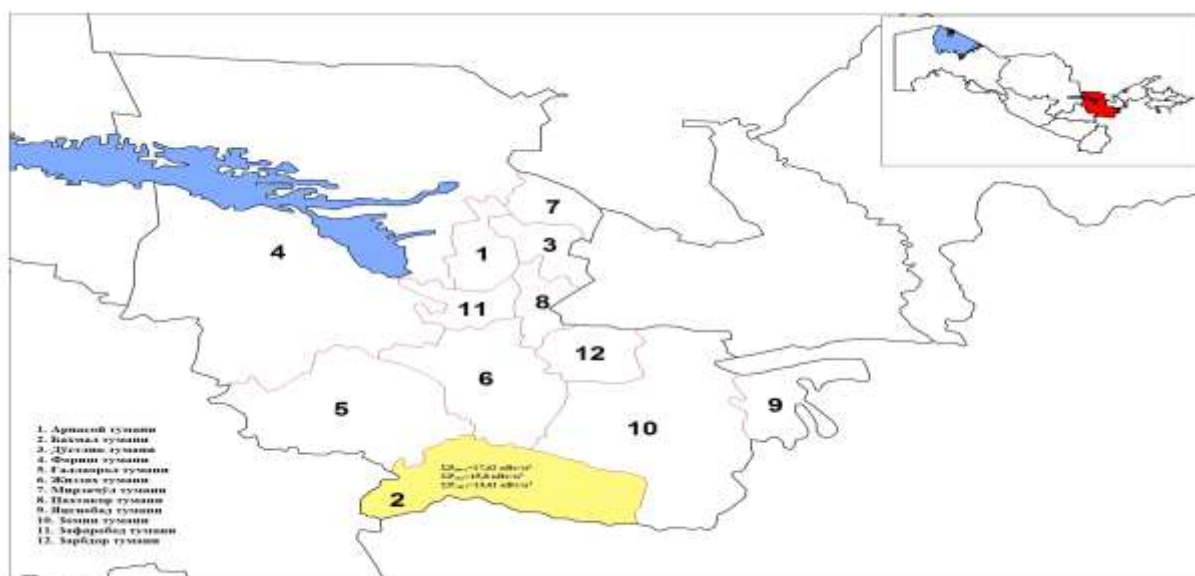 7
3
1
4
8
11
12
6
5
9
10
2
1. Арнасой тумани
2. Бахмал тумани
3. Дўстлик тумани
4. Фориш тумани
5. Ғаллаорол тумани
6. Жиззах тумани
7. Мирзачўл тумани
8. Пахтакор тумани
9. Янгиобод тумани
10. Зомин тумани
11. Зафаробод тумани
12. Зарбдор тумани